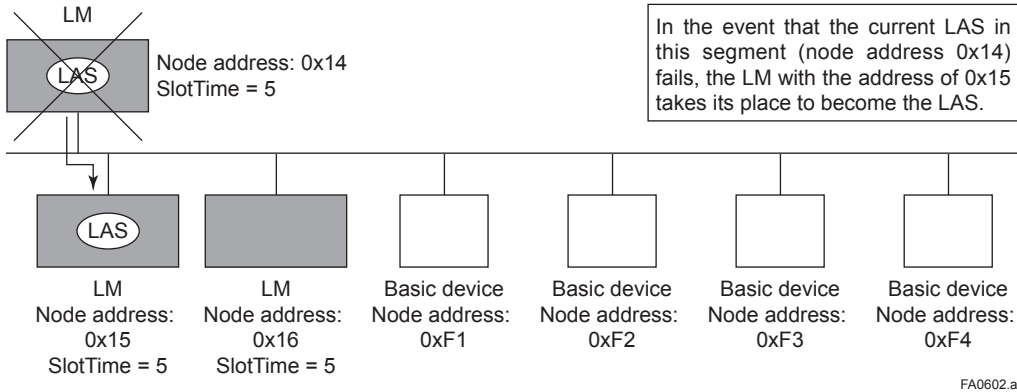 LM
LAS
Node address: 0x14
SlotTime = 5
In the event that the current LAS in
this segment (node address 0x14)
fails, the LM with the address of 0x15
takes its place to become the LAS.
LAS
LM
Node address:
0x15
SlotTime = 5
LM
Node address:
0x16
SlotTime = 5
Basic device
Node address:
0xF1
Basic device
Node address:
0xF2
Basic device
Node address:
0xF3
Basic device
Node address:
0xF4
FA0602.ai